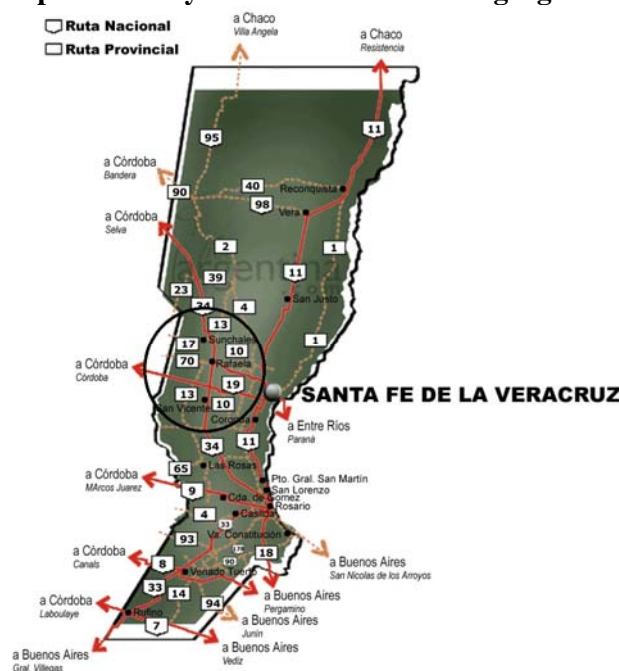 Ruta Nacional
Ruta Provincial
a Chaco
Villa Angela
a Chaco
Resistencia
11
95
a Córdoba
Bandera
90
40
Reconquista
98
Vera
a Córdoba
Selva
2
1
39
11
23
34
4
San Justo
13
17
Sunchales
10
1
70
Rafaela
a Córdoba
Córdoba
19
13
10
San Vicente
SANTA FE DE LA VERACRUZ
Coronda
a Entre Ríos
Paraná
34
11
65
Las Rosas
a Córdoba
MArcos Juarez
Pto. Gral. San Martín
9
San Lorenzo
Cda. de Gomez
Rosario
4
Casilda
33
93
Va. Constitución
178
18
a Córdoba
Canals
8
90
a Buenos Aires
San Nicolas de los Arroyos
Venado Tuerto
33
14
a Buenos Aires
Pergamino
a Córdoba
Laboulaye
94
Rufino
a Buenos Aires
Junín
7
a Buenos Aires
Gral. Villegas
a Buenos Aires
Vediz